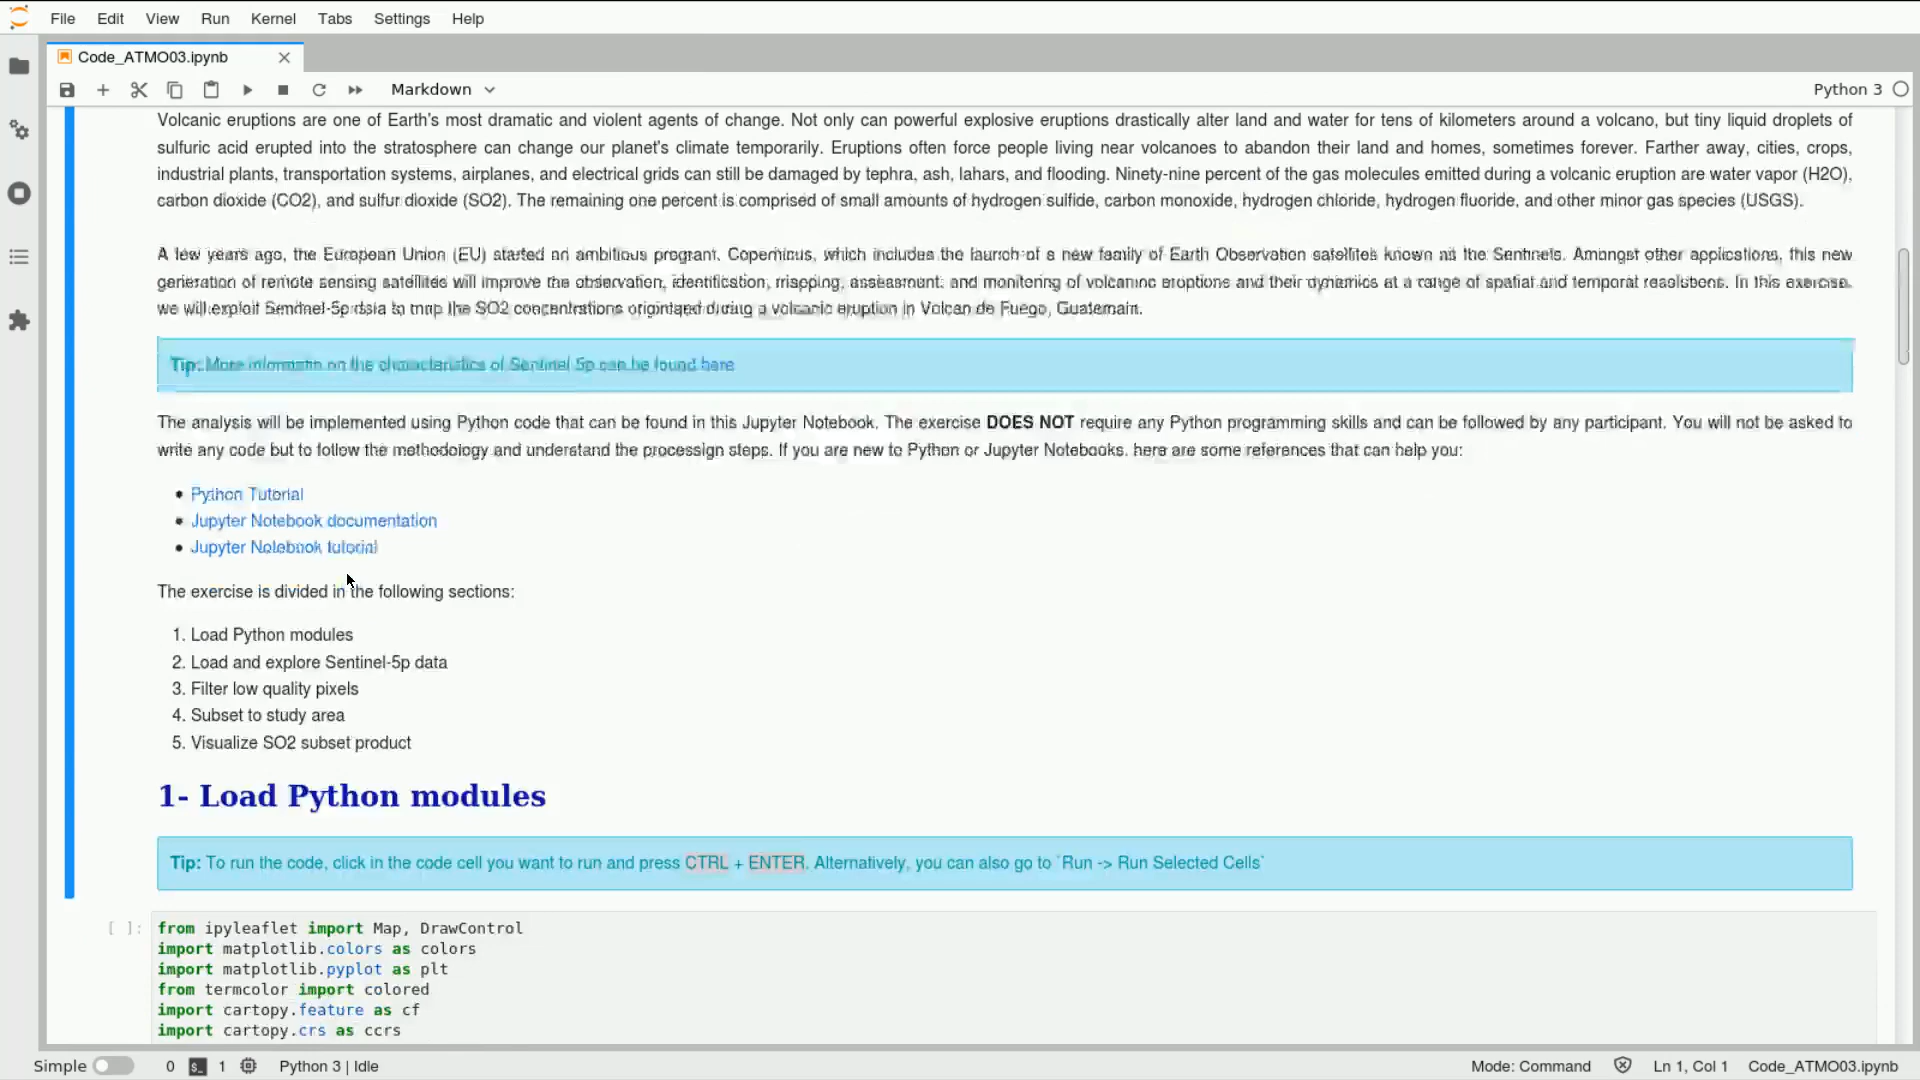 File Edit View Run Kernel Tabs Settings Help
Code_ATMO03.ipynb
Markdown
Python 3
Volcanic eruptions are one of Earth's most dramatic and violent agents of change. Not only can powerful explosive eruptions drastically alter land and water for tens of kilometers around a volcano, but tiny liquid droplets of
sulfuric acid erupted into the stratosphere can change our planet's climate temporarily. Eruptions often force people living near volcanoes to abandon their land and homes, sometimes forever. Farther away, cities, crops,
industrial plants, transportation systems, airplanes, and electrical grids can still be damaged by tephra, ash, lahars, and flooding. Ninety-nine percent of the gas molecules emitted during a volcanic eruption are water vapor (H2O),
carbon dioxide (CO2), and sulfur dioxide (SO2). The remaining one percent is comprised of small amounts of hydrogen sulfide, carbon monoxide, hydrogen chloride, hydrogen fluoride, and other minor gas species (USGS).
A few years ago, the European Union (EU) started an ambitious program, Copernicus, which includes the launch of a new family of Earth Observation satellites known as the Sentinels. Amongst other applications, this new
generation of remote sensing satellites will improve the observation, identification, mapping, assessment, and monitoring of volcanic eruptions and their dynamics at a range of spatial and temporal resolutions. In this exercise,
we will exploit Sentinel-5p data to map the SO2 concentrations originated during a volcanic eruption in Volcan de Fuego, Guatemala.
Tip: More informatin on the characteristics of Sentinel 5p can be found here
The analysis will be implemented using Python code that can be found in this Jupyter Notebook. The exercise DOES NOT require any Python programming skills and can be followed by any participant. You will not be asked to
write any code but to follow the methodology and understand the processign steps. If you are new to Python or Jupyter Notebooks, here are some references that can help you:
• Python Tutorial
• Jupyter Notebook documentation
• Jupyter Notebook tutorial
The exercise is divided in the following sections:
1. Load Python modules
2. Load and explore Sentinel-5p data
3. Filter low quality pixels
4. Subset to study area
5. Visualize SO2 subset product
1- Load Python modules
Tip: To run the code, click in the code cell you want to run and press CTRL + ENTER. Alternatively, you can also go to `Run -> Run Selected Cells`
[ ]: from ipyleaflet import Map, DrawControl
import matplotlib.colors as colors
import matplotlib.pyplot as plt
from termcolor import colored
import cartopy.feature as cf
import cartopy.crs as ccrs
Simple 0 $_ 1 Python 3 | Idle Mode: Command Ln 1, Col 1 Code_ATMO03.ipynb